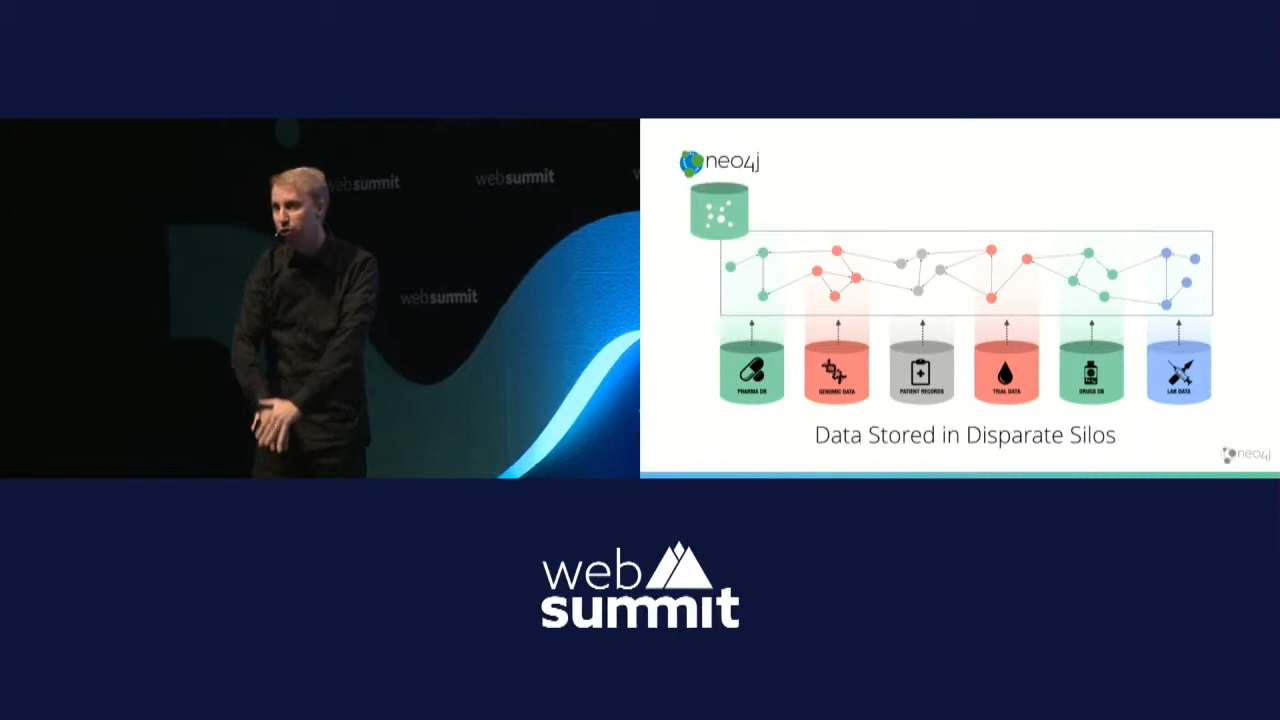 web summit
web summit
web summit
w
neo4j
PHARMA DB
GENOMIC DATA
PATIENT RECORDS
TRIAL DATA
DRUGS DB
LAB DATA
Data Stored in Disparate Silos
neo4j
web
summit